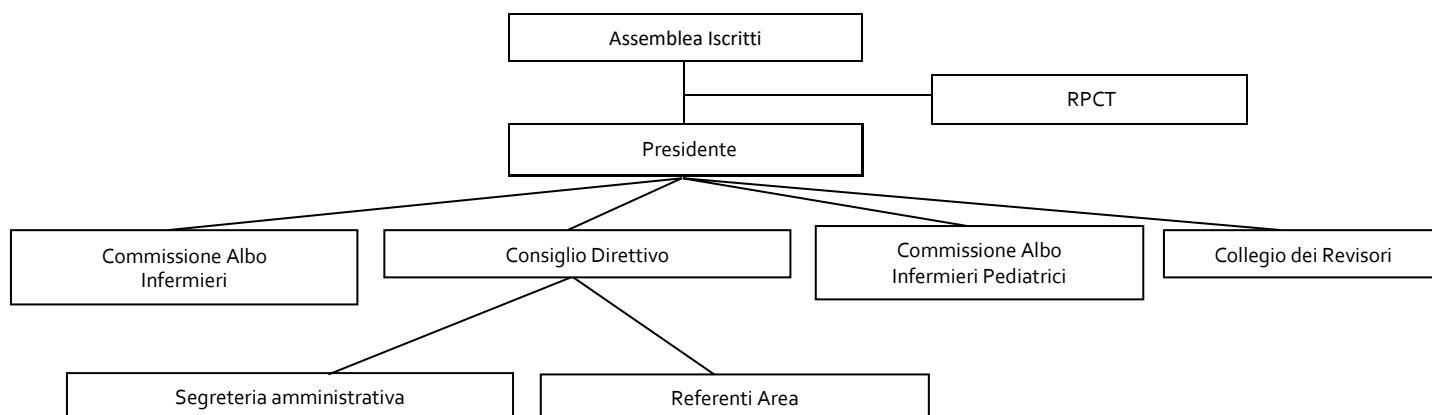 Assemblea Iscritti
RPCT
Presidente
Commissione Albo
Infermieri
Consiglio Direttivo
Commissione Albo
Infermieri Pediatrici
Collegio dei Revisori
Segreteria amministrativa
Referenti Area